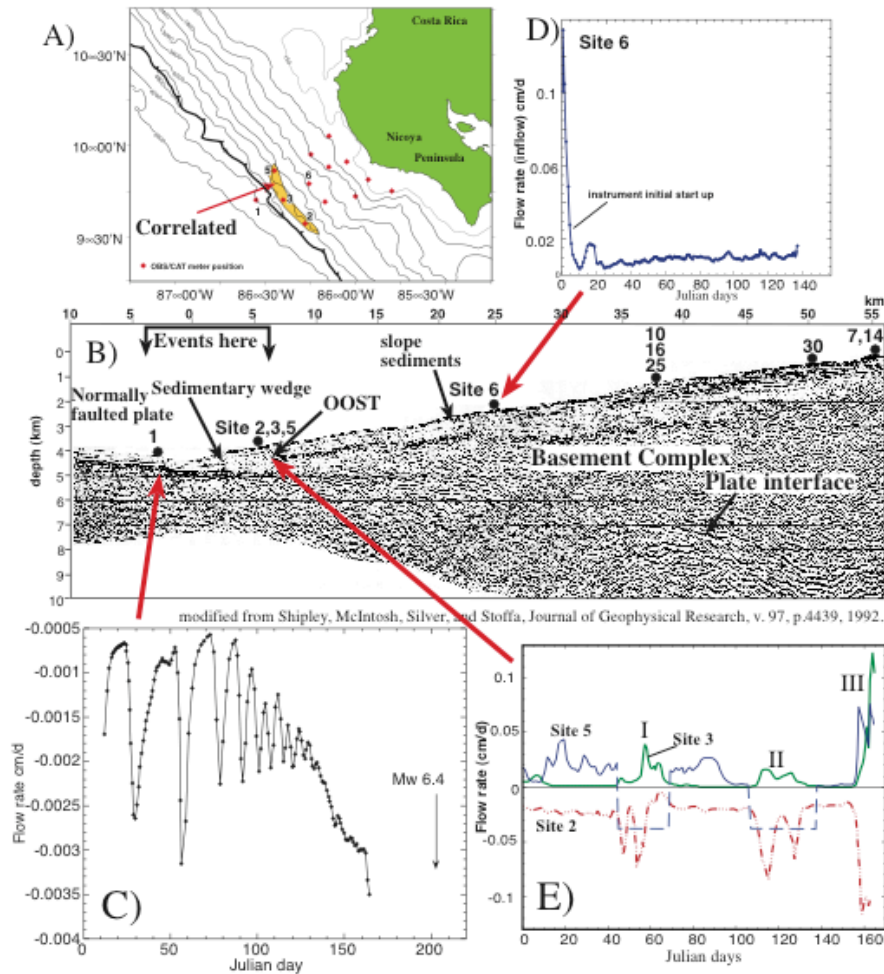 A)
Costa Rica
10∞30'N
10∞00'N
9∞30'N
Nicoya
Peninsula
5
6
3
2
1
Correlated
OBS/CAT meter position
87∞00'W
86∞30'W
86∞00'W
85∞30'W
D)
Site 6
Flow rate (inflow) cm/d
0.1
0.06
0.02
instrument initial start up
0 20 40 60 80 100 120 140
Julian days
10 5 0 5 10 15 20 25 30 35 40 45 50 55
km
B)
Events here
slope
sediments
Normally
faulted plate
Sedimentary wedge
OOST
1
Site 2,3,5
Site 6
10
16
25
30
7,14
Basement Complex
Plate interface
depth (km)
0
1
2
3
4
5
6
7
8
9
10
modified from Shipley, McIntosh, Silver, and Stoffa, Journal of Geophysical Research, v. 97, p.4439, 1992.
-0.0005
-0.001
-0.0015
-0.002
-0.0025
-0.003
-0.0035
-0.004
Flow rate cm/d
Mw 6.4
C)
0 50 100 150 200
Julian day
0.1
0.05
0
-0.05
-0.1
Flow rate (cm/d)
Site 5
I
Site 3
II
III
Site 2
E)
0 20 40 60 80 100 120 140 160
Julian days